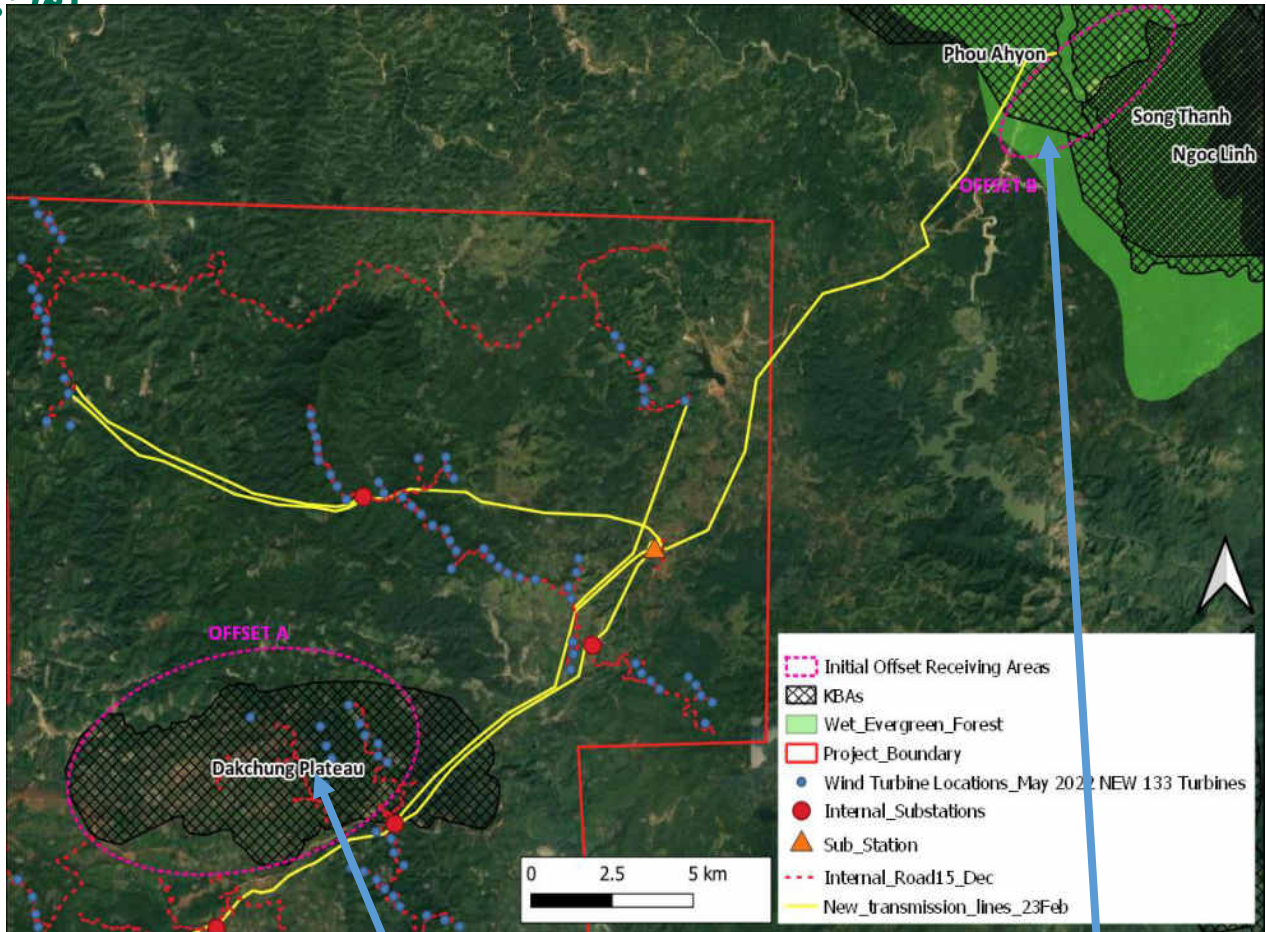 Phou Ahyon
Song Thanh
Ngoc Linh
OFFSET B
OFFSET A
Dakchung Plateau
Initial Offset Receiving Areas
KBAs
Wet_Evergreen_Forest
Project_Boundary
Wind Turbine Locations_May 2022 NEW 133 Turbines
Internal_Substations
Sub_Station
Internal_Road15_Dec
New_transmission_lines_23Feb
0 2.5 5 km